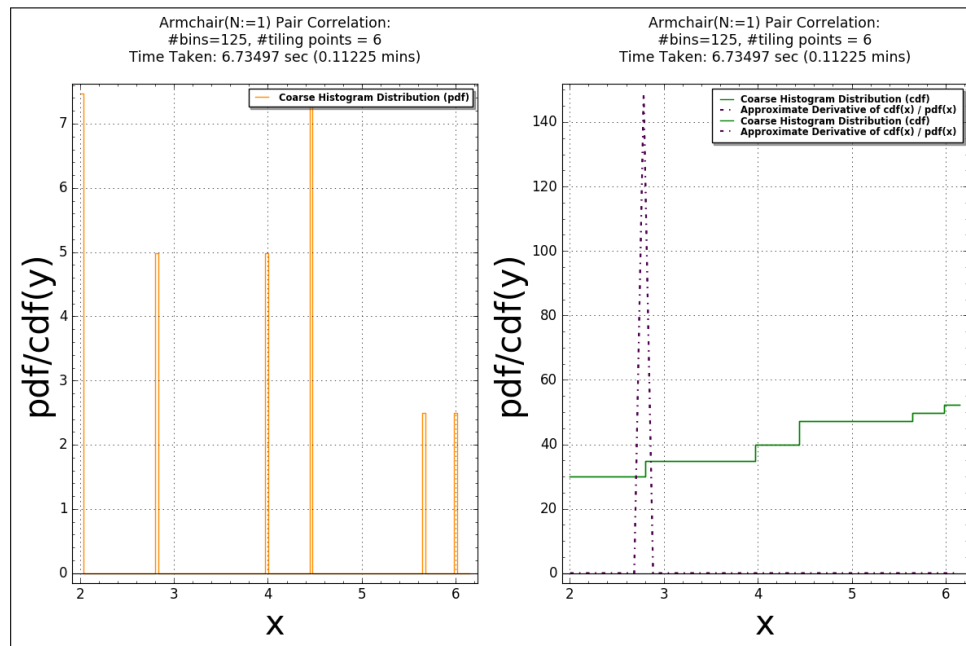 Armchair(N:=1) Pair Correlation:
#bins=125, #tiling points = 6
Time Taken: 6.73497 sec (0.11225 mins)
Coarse Histogram Distribution (pdf)
pdf/cdf(y)
7
6
5
4
3
2
1
0
2
3
4
5
6
x
Armchair(N:=1) Pair Correlation:
#bins=125, #tiling points = 6
Time Taken: 6.73497 sec (0.11225 mins)
Coarse Histogram Distribution (cdf)
Approximate Derivative of cdf(x) / pdf(x)
Coarse Histogram Distribution (cdf)
Approximate Derivative of cdf(x) / pdf(x)
pdf/cdf(y)
140
120
100
80
60
40
20
0
2
3
4
5
6
x